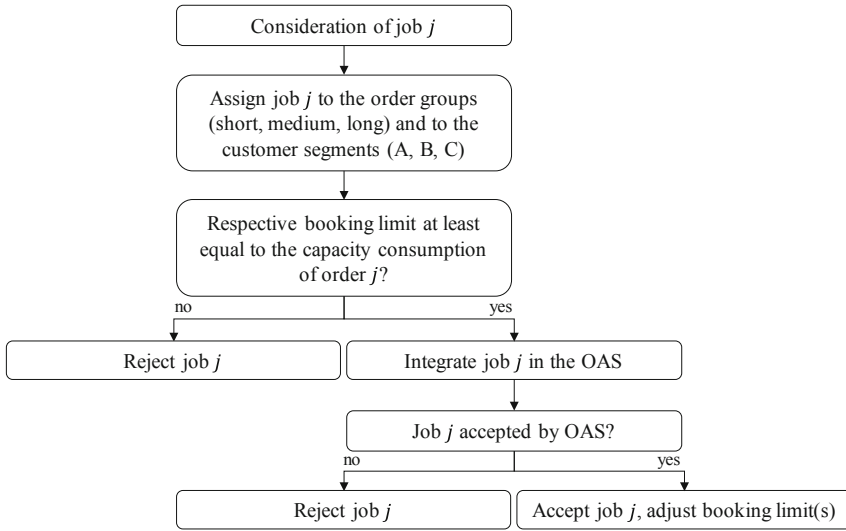 Consideration of job j
Assign job j to the order groups
(short, medium, long) and to the
customer segments (A, B, C)
Respective booking limit at least
equal to the capacity consumption
of order j?
no
yes
Reject job j
Integrate job j in the OAS
Job j accepted by OAS?
no
yes
Reject job j
Accept job j, adjust booking limit(s)